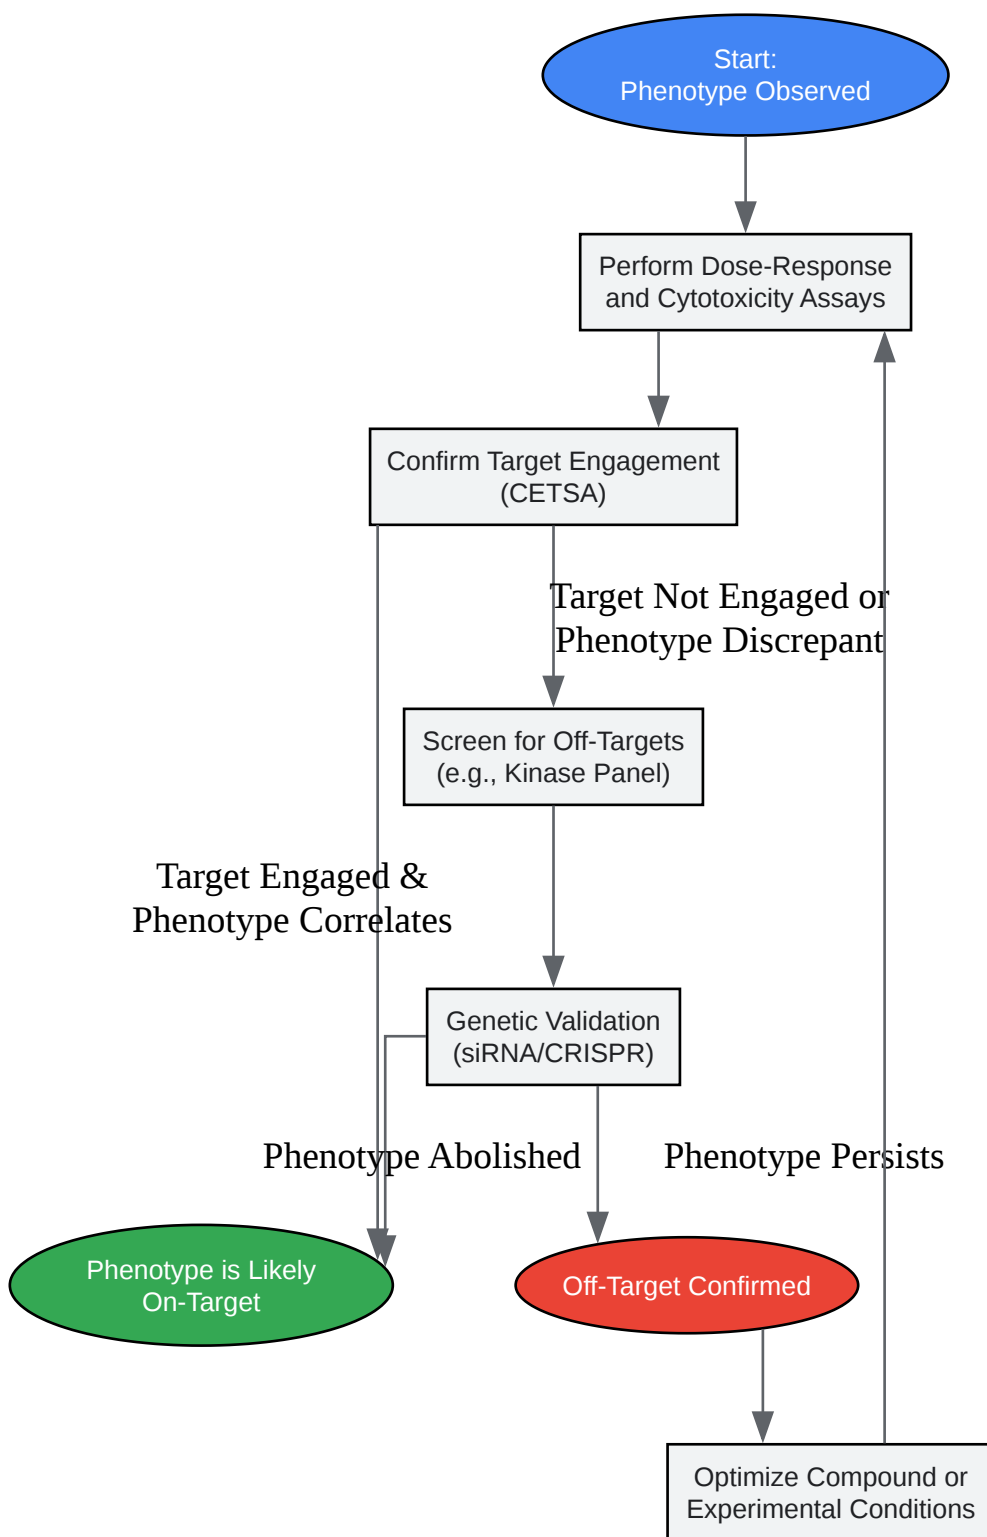 Start:
Phenotype Observed
Perform Dose-Response
and Cytotoxicity Assays
Confirm Target Engagement
(CETSA)
Target Not Engaged or
Phenotype Discrepant
Screen for Off-Targets
(e.g., Kinase Panel)
Target Engaged &
Phenotype Correlates
Genetic Validation
(siRNA/CRISPR)
Phenotype Abolished
Phenotype Persists
Phenotype is Likely
On-Target
Off-Target Confirmed
Optimize Compound or
Experimental Conditions